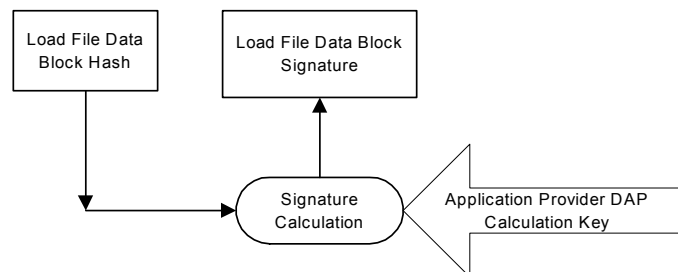 Load File Data
Block Hash
Load File Data Block
Signature
Signature
Calculation
Application Provider DAP
Calculation Key